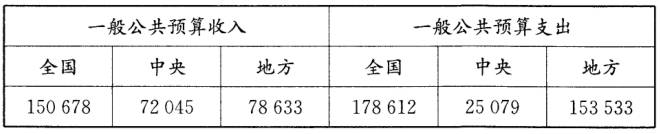 一般公共预算收入 一般公共预算支出
全国 中央 地方 全国 中央 地方
150 678 72 045 78 633 178 612 25 079 153 533